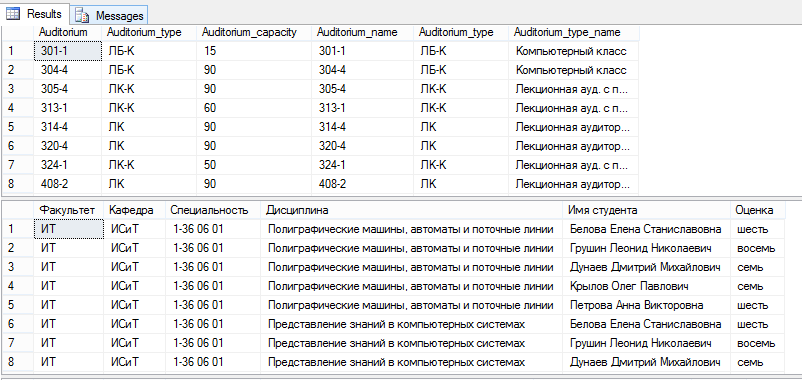 Results Messages
Auditorium Auditorium_type Auditorium_capacity Auditorium_name Auditorium_type Auditorium_type_name
1 301-1 ЛБ-К 15 301-1 ЛБ-К Компьютерный класс
2 304-4 ЛБ-К 90 304-4 ЛБ-К Компьютерный класс
3 305-4 ЛК-К 90 305-4 ЛК-К Лекционная ауд. с п...
4 313-1 ЛК-К 60 313-1 ЛК-К Лекционная ауд. с п...
5 314-4 ЛК 90 314-4 ЛК Лекционная аудитор...
6 320-4 ЛК 90 320-4 ЛК Лекционная аудитор...
7 324-1 ЛК-К 50 324-1 ЛК-К Лекционная ауд. с п...
8 408-2 ЛК 90 408-2 ЛК Лекционная аудитор...
Факультет Кафедра Специальность Дисциплина Имя студента Оценка
1 ИТ ИСиТ 1-36 06 01 Полиграфические машины, автоматы и поточные линии Белова Елена Станиславовна шесть
2 ИТ ИСиТ 1-36 06 01 Полиграфические машины, автоматы и поточные линии Грушин Леонид Николаевич восемь
3 ИТ ИСиТ 1-36 06 01 Полиграфические машины, автоматы и поточные линии Дунаев Дмитрий Михайлович семь
4 ИТ ИСиТ 1-36 06 01 Полиграфические машины, автоматы и поточные линии Крылов Олег Павлович семь
5 ИТ ИСиТ 1-36 06 01 Полиграфические машины, автоматы и поточные линии Петрова Анна Викторовна шесть
6 ИТ ИСиТ 1-36 06 01 Представление знаний в компьютерных системах Белова Елена Станиславовна шесть
7 ИТ ИСиТ 1-36 06 01 Представление знаний в компьютерных системах Грушин Леонид Николаевич восемь
8 ИТ ИСиТ 1-36 06 01 Представление знаний в компьютерных системах Дунаев Дмитрий Михайлович семь